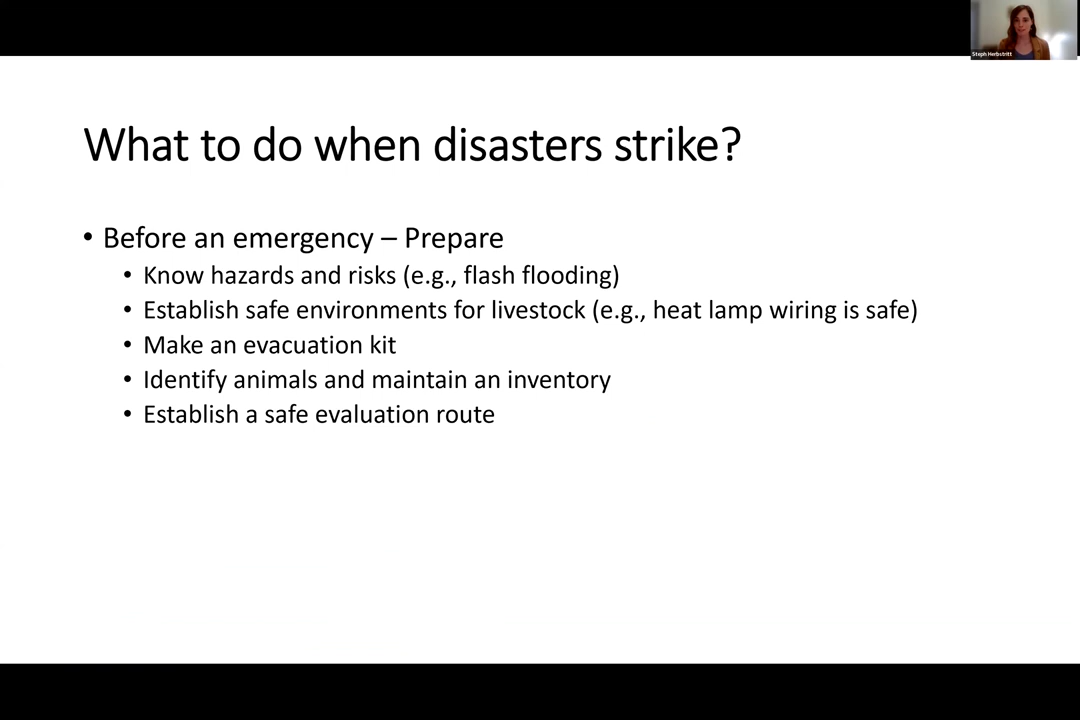 Steph Herbstritt
What to do when disasters strike?
• Before an emergency – Prepare
• Know hazards and risks (e.g., flash flooding)
• Establish safe environments for livestock (e.g., heat lamp wiring is safe)
• Make an evacuation kit
• Identify animals and maintain an inventory
• Establish a safe evaluation route